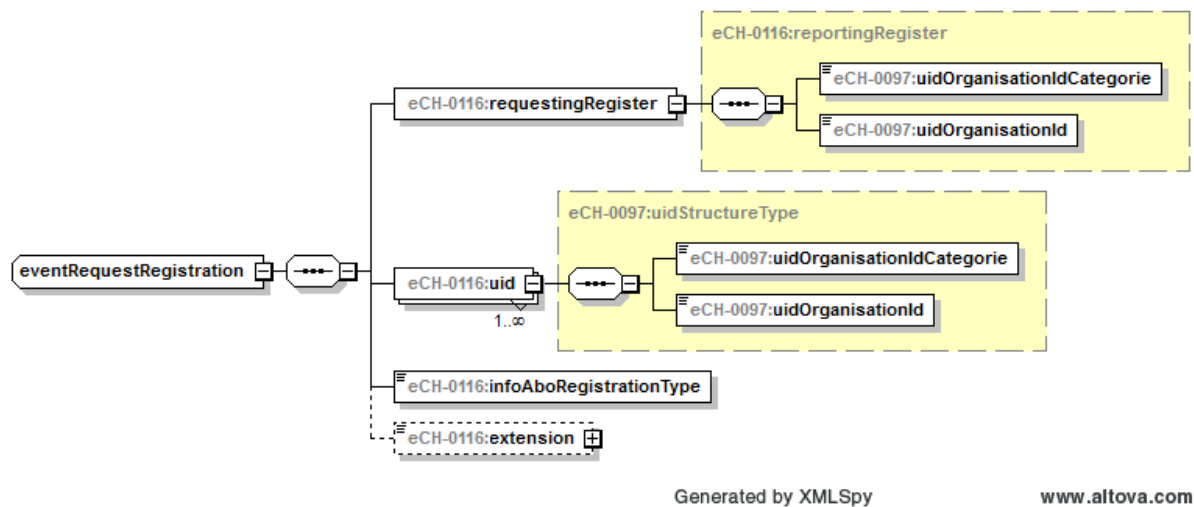 eCH-0116:reportingRegister
eCH-0097:uidOrganisationIdCategorie
eCH-0116:requestingRegister
eCH-0097:uidOrganisationId
eCH-0097:uidStructureType
eCH-0097:uidOrganisationIdCategorie
eventRequestRegistration
eCH-0116:uid
eCH-0097:uidOrganisationId
1..∞
eCH-0116:infoAboRegistrationType
eCH-0116:extension
Generated by XMLSpy
www.altova.com